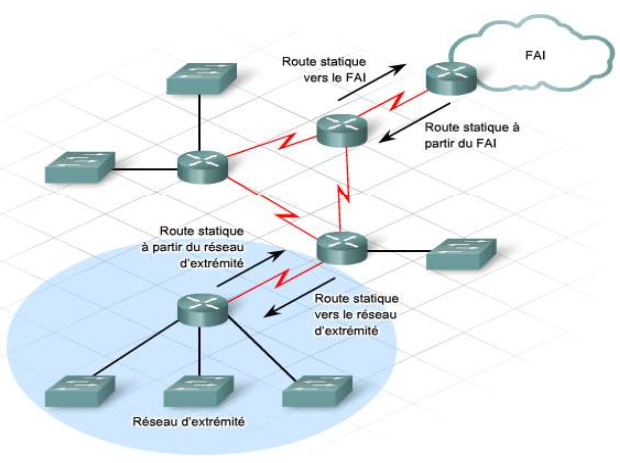 FAI
Route statique
vers le FAI
Route statique à
partir du FAI
Route statique
à partir du réseau
d'extrémité
Route statique
vers le réseau
d'extrémité
Réseau d'extrémité